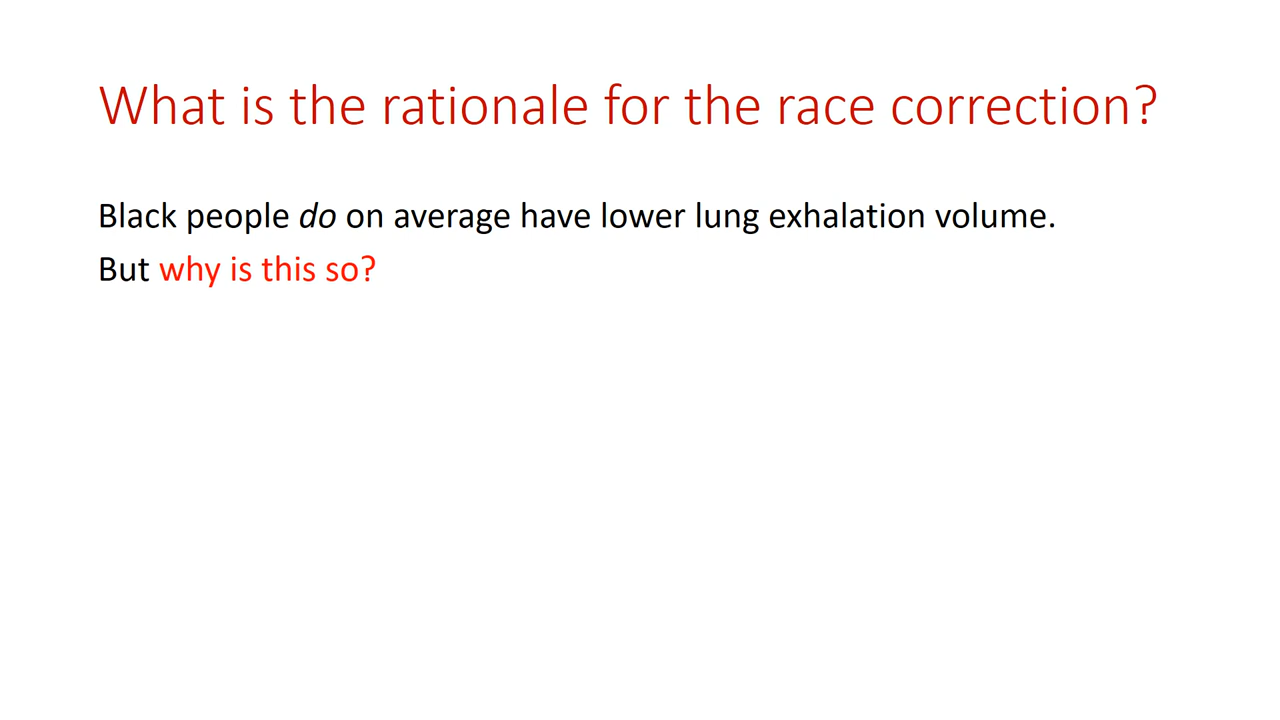 What is the rationale for the race correction?
Black people do on average have lower lung exhalation volume.
But why is this so?